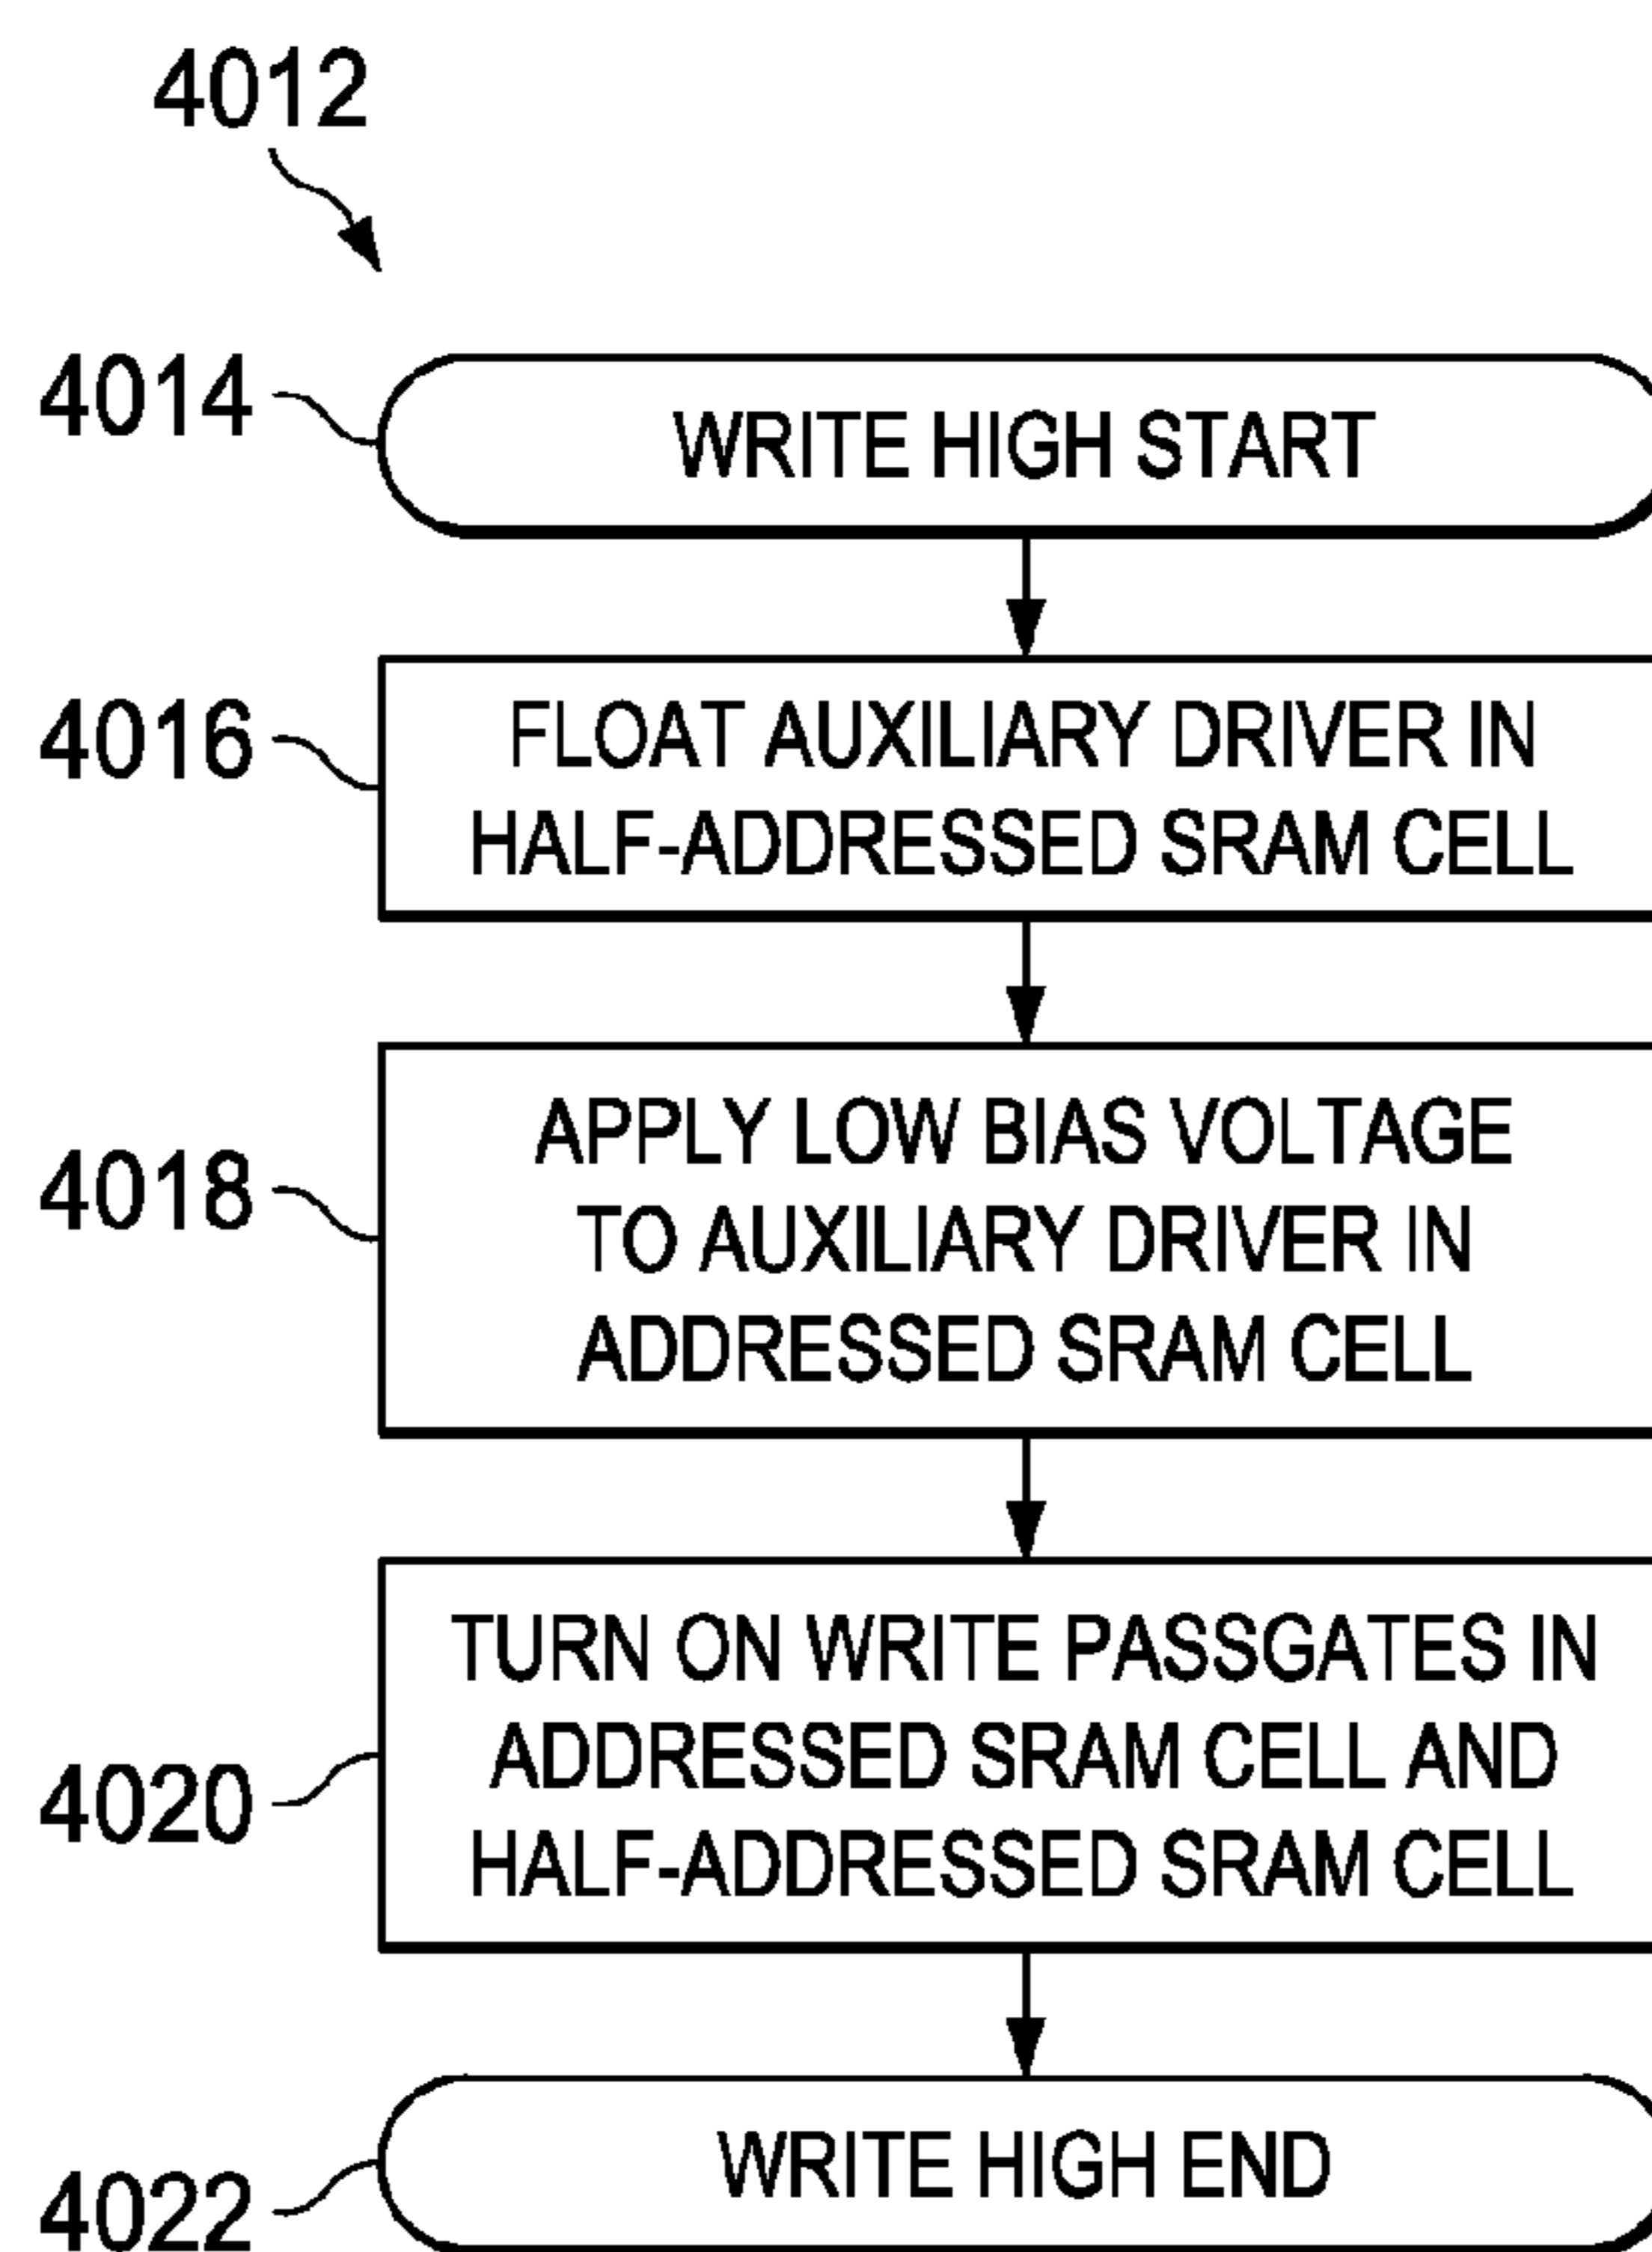 4012
4014
WRITE HIGH START
4016
FLOAT AUXILIARY DRIVER IN
HALF-ADDRESSED SRAM CELL
4018
APPLY LOW BIAS VOLTAGE
TO AUXILIARY DRIVER IN
ADDRESSED SRAM CELL
4020
TURN ON WRITE PASSGATES IN
ADDRESSED SRAM CELL AND
HALF-ADDRESSED SRAM CELL
4022
WRITE HIGH END